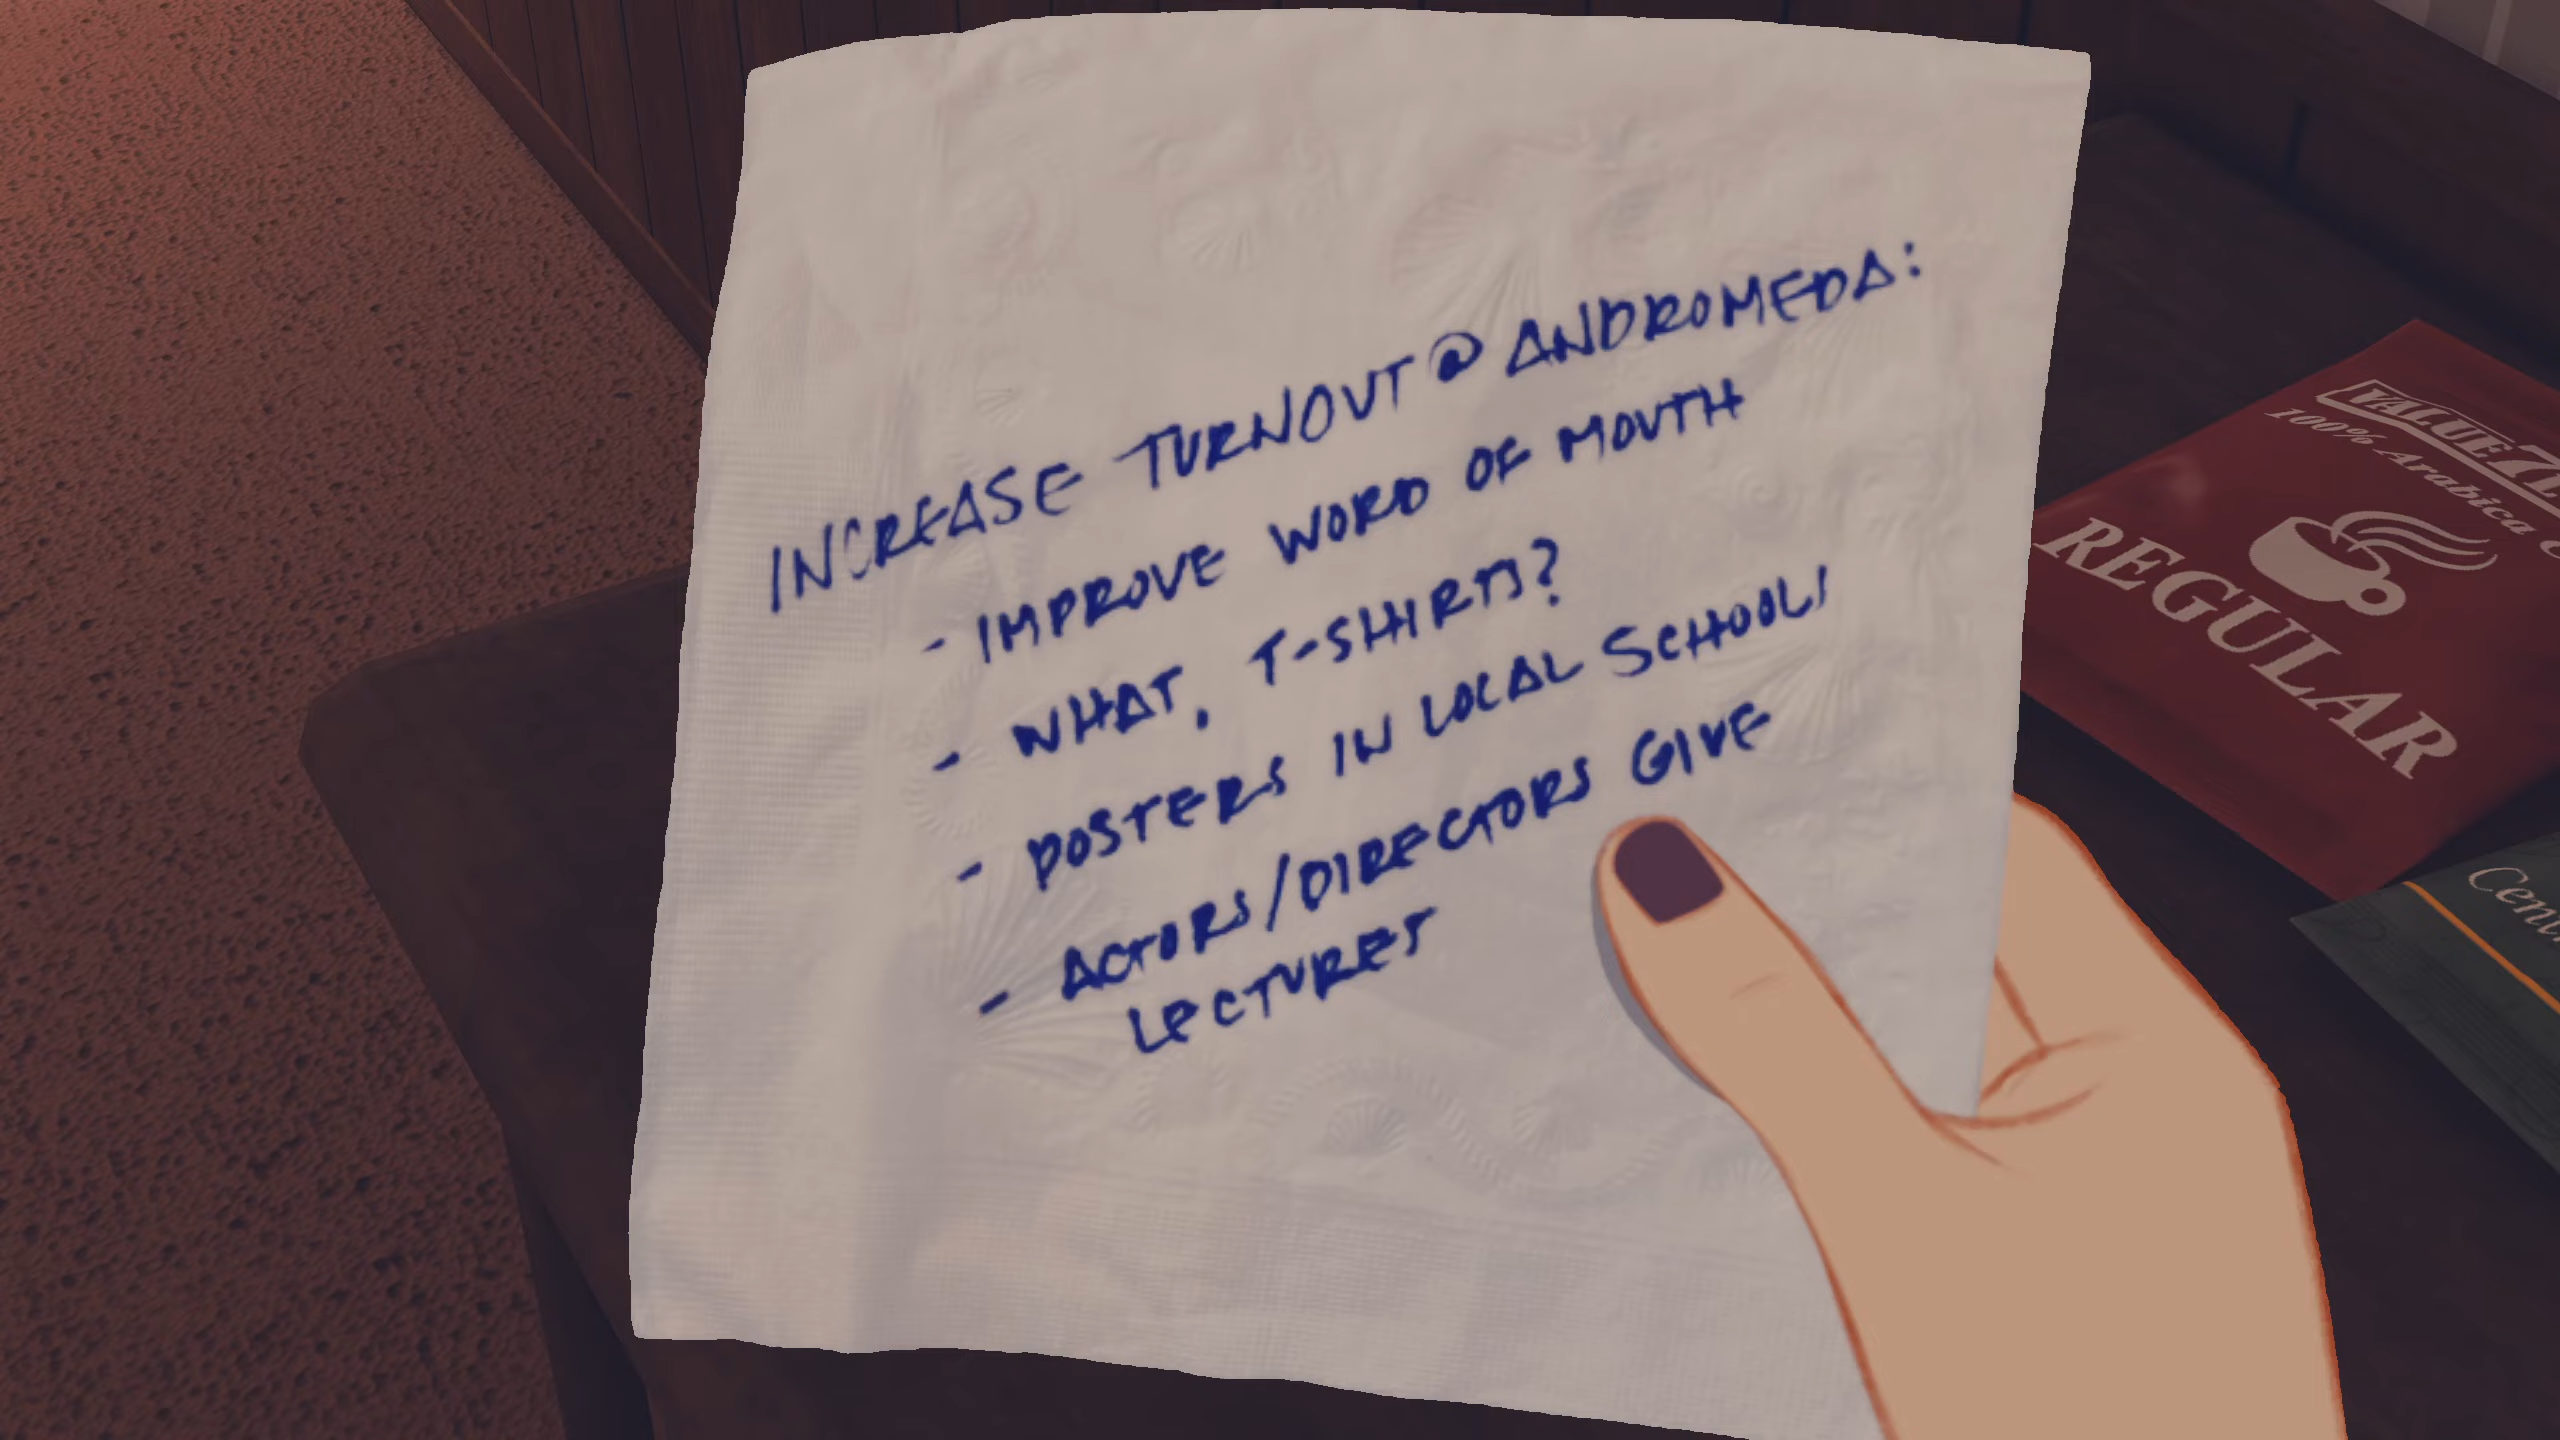 INCREASE TURNOUT @ ANDROMEDA:
- IMPROVE WORD OF MOUTH
- WHAT, T-SHIRTS?
- POSTERS IN LOCAL SCHOOL/
- ACTORS/DIRECTORS GIVE
LECTURES
VALUE
100% Arabica
REGULAR